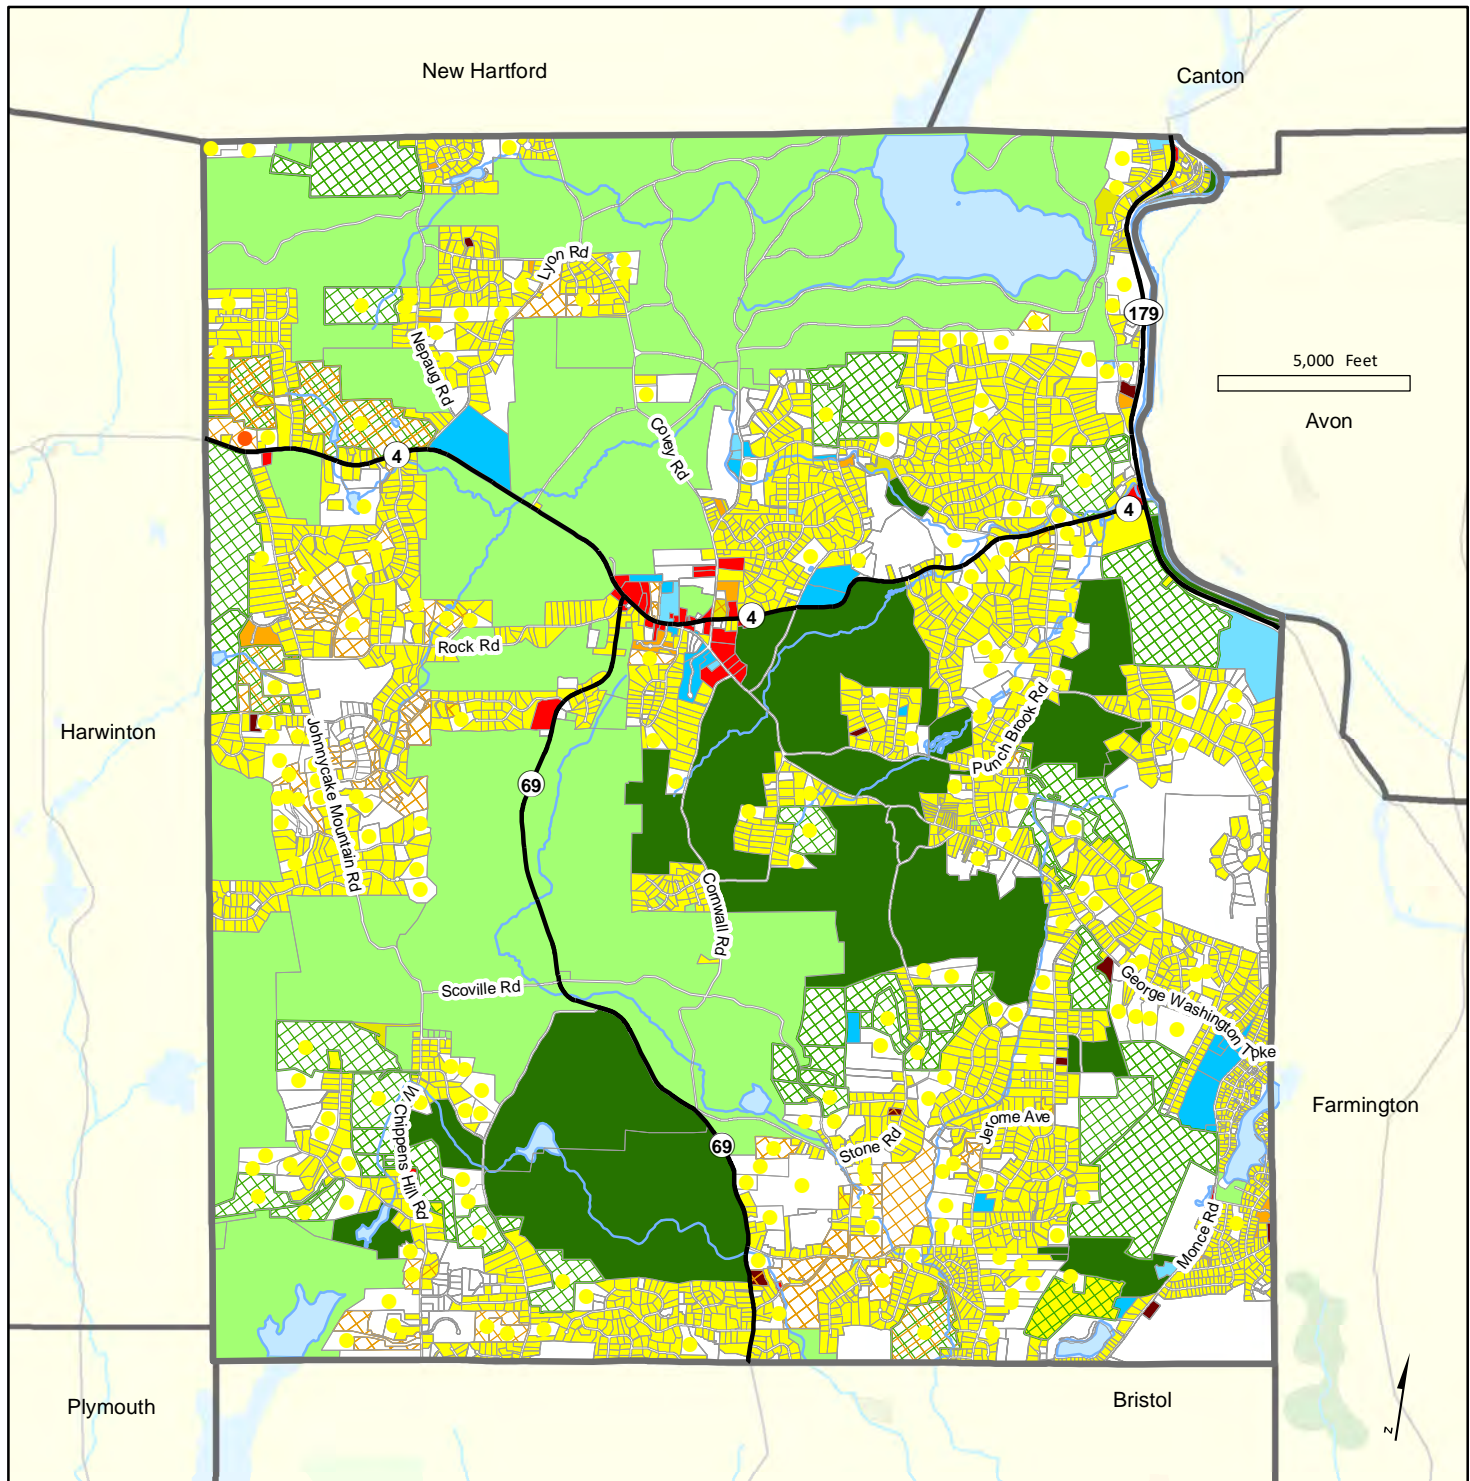 New Hartford
Canton
Lyon Rd
179
5,000 Feet
Nepaug Rd
Avon
Covey Rd
4
4
4
Rock Rd
Punch Brook Rd
Harwinton
Johnnycake Mountain Rd
69
Cornwall Rd
George Washington Tpke
Scoville Rd
W. Chippens Hill Rd
Farmington
Jerome Ave
Stone Rd
69
Monce Rd
Plymouth
Bristol
N